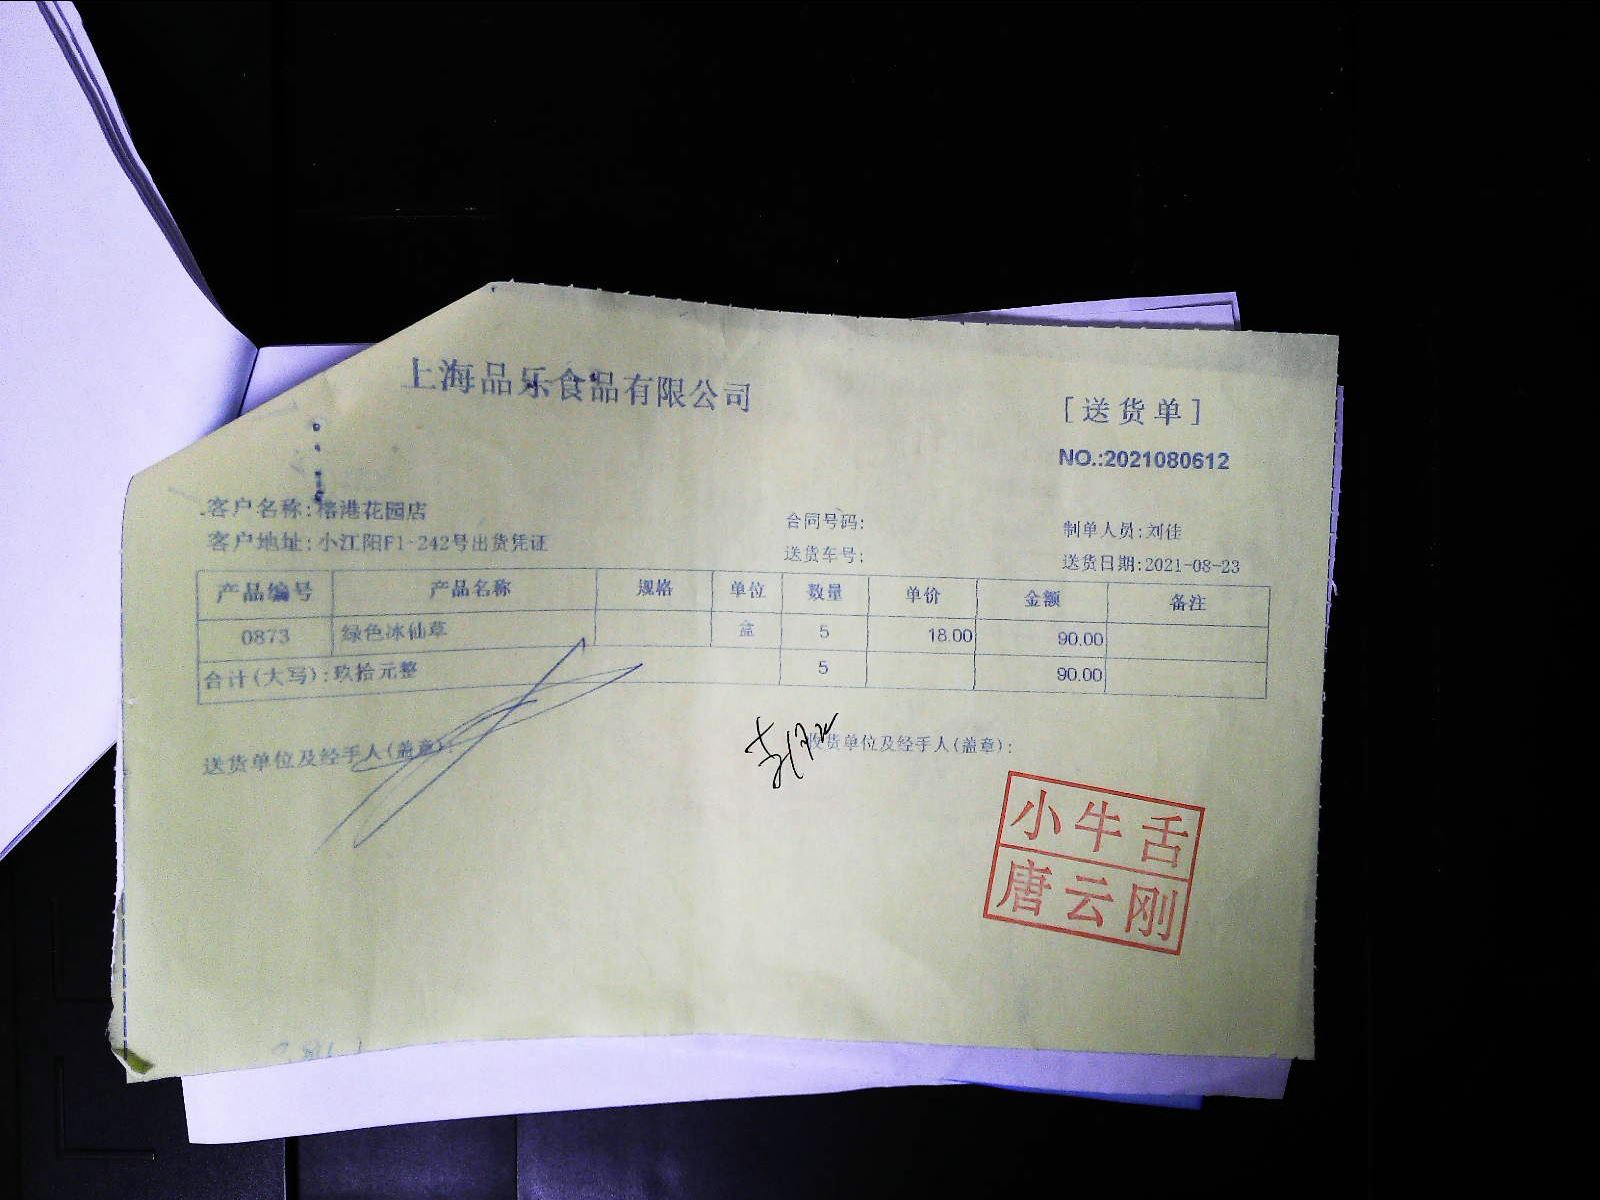 上海品乐食品有限公司
[送货单]
NO.:2021080612
客户名称:榕港花园店
合同号码:
制单人员:刘佳
客户地址:小江阳F1-242号出货凭证
送货车号:
送货日期:2021-08-23
产品编号 产品名称 规格 单位 数量 单价 金额 备注
0873 绿色冰仙草 盒 5 18.00 90.00
合计(大写):玖拾元整 5 90.00
送货单位及经手人(盖章):
收货单位及经手人(盖章):
小牛舌
唐云刚